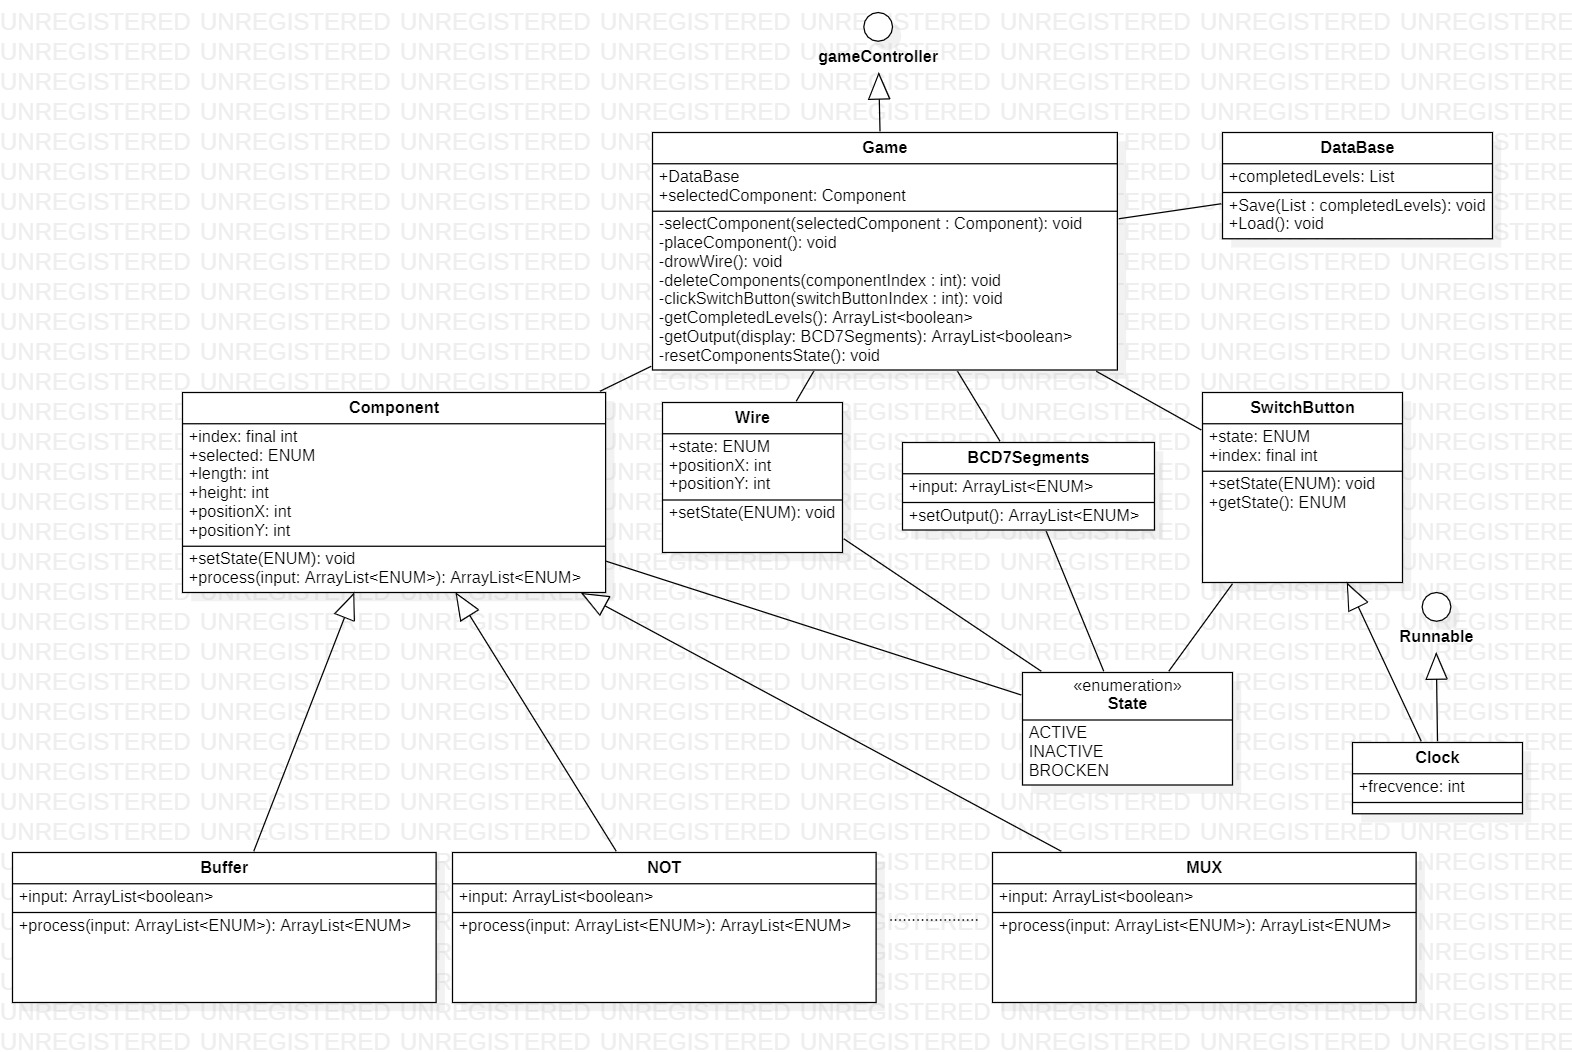 gameController
Game
+DataBase
+selectedComponent: Component
-selectComponent(selectedComponent : Component): void
-placeComponent(): void
-drowWire(): void
-deleteComponents(componentIndex : int): void
-clickSwitchButton(switchButtonIndex : int): void
-getCompletedLevels(): ArrayList<boolean>
-getOutput(display: BCD7Segments): ArrayList<boolean>
-resetComponentsState(): void
DataBase
+completedLevels: List
+Save(List : completedLevels): void
+Load(): void
Component
+index: final int
+selected: ENUM
+length: int
+height: int
+positionX: int
+positionY: int
+setState(ENUM): void
+process(input: ArrayList<ENUM>): ArrayList<ENUM>
Wire
+state: ENUM
+positionX: int
+positionY: int
+setState(ENUM): void
BCD7Segments
+input: ArrayList<ENUM>
+setOutput(): ArrayList<ENUM>
SwitchButton
+state: ENUM
+index: final int
+setState(ENUM): void
+getState(): ENUM
Runnable
«enumeration»
State
ACTIVE
INACTIVE
BROCKEN
Clock
+frecvence: int
Buffer
+input: ArrayList<boolean>
+process(input: ArrayList<ENUM>): ArrayList<ENUM>
NOT
+input: ArrayList<boolean>
+process(input: ArrayList<ENUM>): ArrayList<ENUM>
MUX
+input: ArrayList<boolean>
+process(input: ArrayList<ENUM>): ArrayList<ENUM>
UNREGISTERED